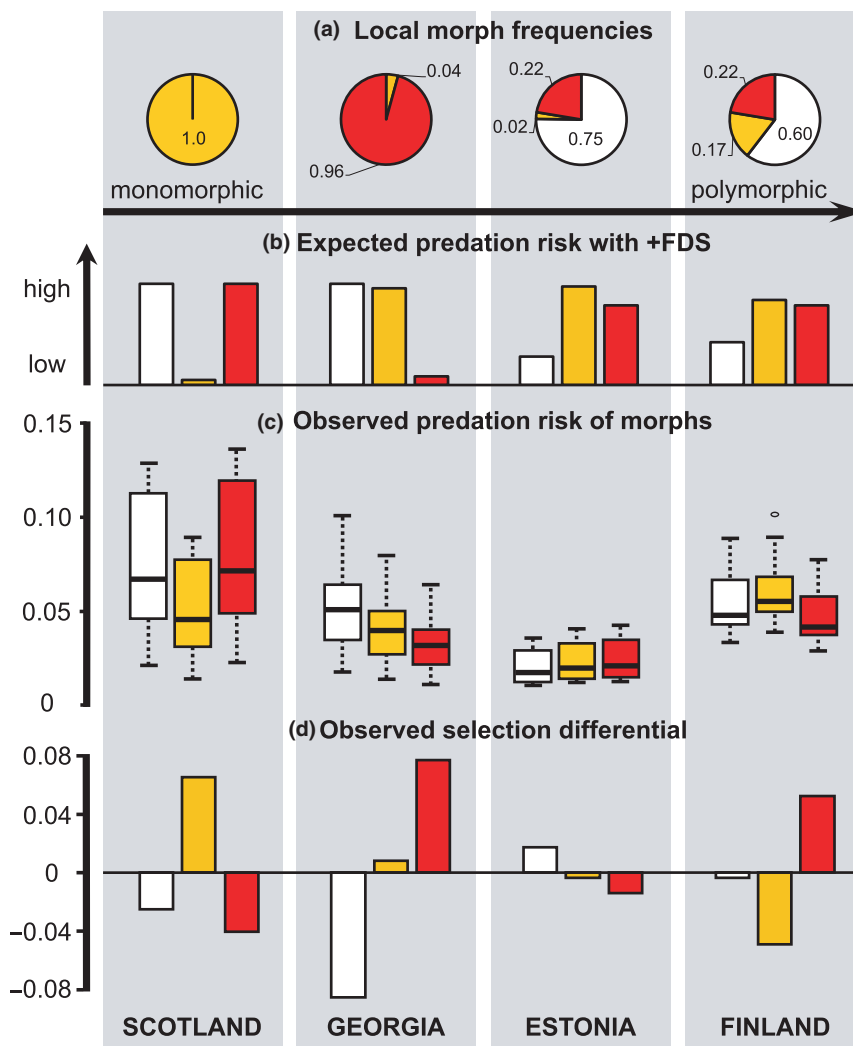 (a) Local morph frequencies
1.0
0.04
0.96
0.22
0.02
0.75
0.22
0.17
0.60
monomorphic
polymorphic
(b) Expected predation risk with +FDS
high
low
(c) Observed predation risk of morphs
0.15
0.10
0.05
0
(d) Observed selection differential
0.08
0.04
0
−0.04
−0.08
SCOTLAND
GEORGIA
ESTONIA
FINLAND